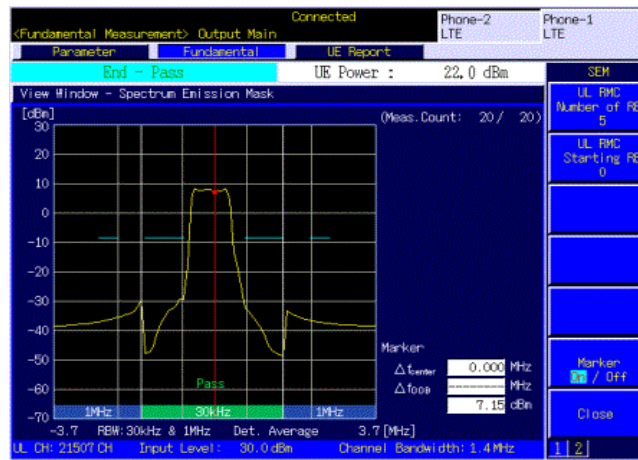 Connected
<Fundamental Measurement> Output Main
Phone-2
LTE
Phone-1
LTE
Parameter
Fundamental
UE Report
End - Pass
UE Power :
22.0 dBm
SEM
View Window - Spectrum Emission Mask
UL RMC
Number of RB
5
[dBm]
(Meas.Count: 20/ 20)
30
20
10
0
-10
-20
-30
-40
-50
-60
-70
UL RMC
Starting RB
0
Marker
Δfcenter
0.000 MHz
ΔfOOB
------- MHz
7.15 dBm
Marker
On / Off
Close
Pass
1MHz
30kHz
1MHz
-3.7 RBW:30kHz & 1MHz Det. Average 3.7[MHz]
UL CH: 21507 CH Input Level: 30.0 dBm Channel Bandwidth: 1.4 MHz
1 2